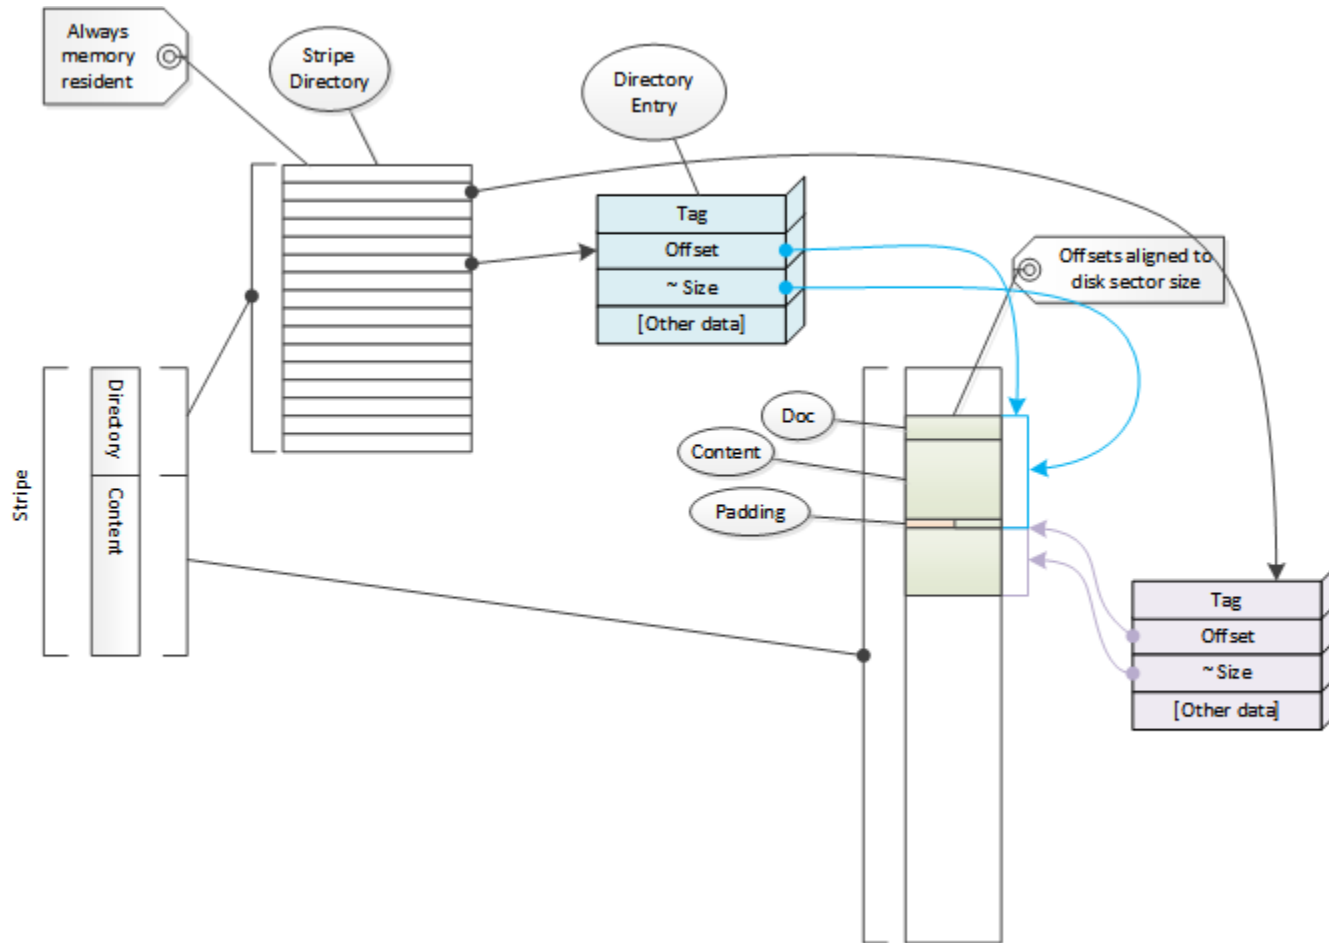 Always
memory
resident
Stripe
Directory
Directory
Entry
Tag
Offset
~ Size
[Other data]
Offsets aligned to
disk sector size
Stripe
Directory
Content
Doc
Content
Padding
Tag
Offset
~ Size
[Other data]